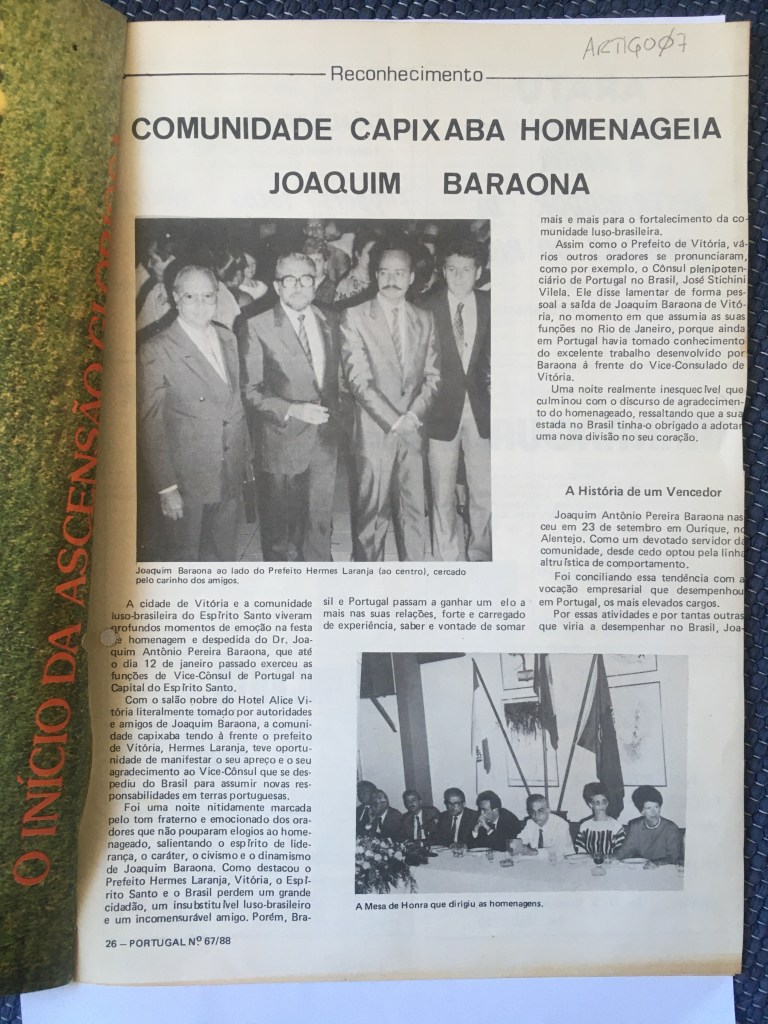 ARTIGO 07
Reconhecimento
COMUNIDADE CAPIXABA HOMENAGEIA
JOAQUIM BARAONA
Joaquim Baraona ao lado do Prefeito Hermes Laranja (ao centro), cercado
pelo carinho dos amigos.
A cidade de Vitória e a comunidade
luso-brasileira do Espírito Santo viveram
profundos momentos de emoção na festa
de homenagem e despedida do Dr. Joa-
quim Antônio Pereira Baraona, que até
o dia 12 de janeiro passado exerceu as
funções de Vice-Cônsul de Portugal na
Capital do Espírito Santo.
Com o salão nobre do Hotel Alice Vi-
tória literalmente tomado por autoridades
e amigos de Joaquim Baraona, a comuni-
dade capixaba tendo à frente o prefeito
de Vitória, Hermes Laranja, teve oportu-
nidade de manifestar o seu apreço e o seu
agradecimento ao Vice-Cônsul que se des-
pediu do Brasil para assumir novas res-
ponsabilidades em terras portuguesas.
Foi uma noite nitidamente marcada
pelo tom fraterno e emocionado dos ora-
dores que não pouparam elogios ao home-
nageado, salientando o espírito de lide-
rança, o caráter, o civismo e o dinamismo
de Joaquim Baraona. Como destacou o
Prefeito Hermes Laranja, Vitória, o Espí-
rito Santo e o Brasil perdem um grande
cidadão, um insubstituível luso-brasileiro
e um incomensurável amigo. Porém, Bra-
sil e Portugal passam a ganhar um elo a
mais nas suas relações, forte e carregado
de experiência, saber e vontade de somar
mais e mais para o fortalecimento da co-
munidade luso-brasileira.
Assim como o Prefeito de Vitória, vá-
rios outros oradores se pronunciaram,
como por exemplo, o Cônsul plenipoten-
ciário de Portugal no Brasil, José Stichini
Vilela. Ele disse lamentar de forma pes-
soal a saída de Joaquim Baraona de Vitó-
ria, no momento em que assumia as suas
funções no Rio de Janeiro, porque ainda
em Portugal havia tomado conhecimento
do excelente trabalho desenvolvido por
Baraona à frente do Vice-Consulado de
Vitória.
Uma noite realmente inesquecível que
culminou com o discurso de agradecimen-
to do homenageado, ressaltando que a sua
estada no Brasil tinha-o obrigado a adotar
uma nova divisão no seu coração.
A História de um Vencedor
Joaquim Antônio Pereira Baraona nas
ceu em 23 de setembro em Ourique, no
Alentejo. Como um devotado servidor da
comunidade, desde cedo optou pela linha
altruística de comportamento.
Foi conciliando essa tendência com a
vocação empresarial que desempenhou
em Portugal, os mais elevados cargos.
Por essas atividades e por tantas outras
que viria a desempenhar no Brasil, Joa-
A Mesa de Honra que dirigiu as homenagens.
26 — PORTUGAL Nº 67/88
O INÍCIO DA ASCENSÃO